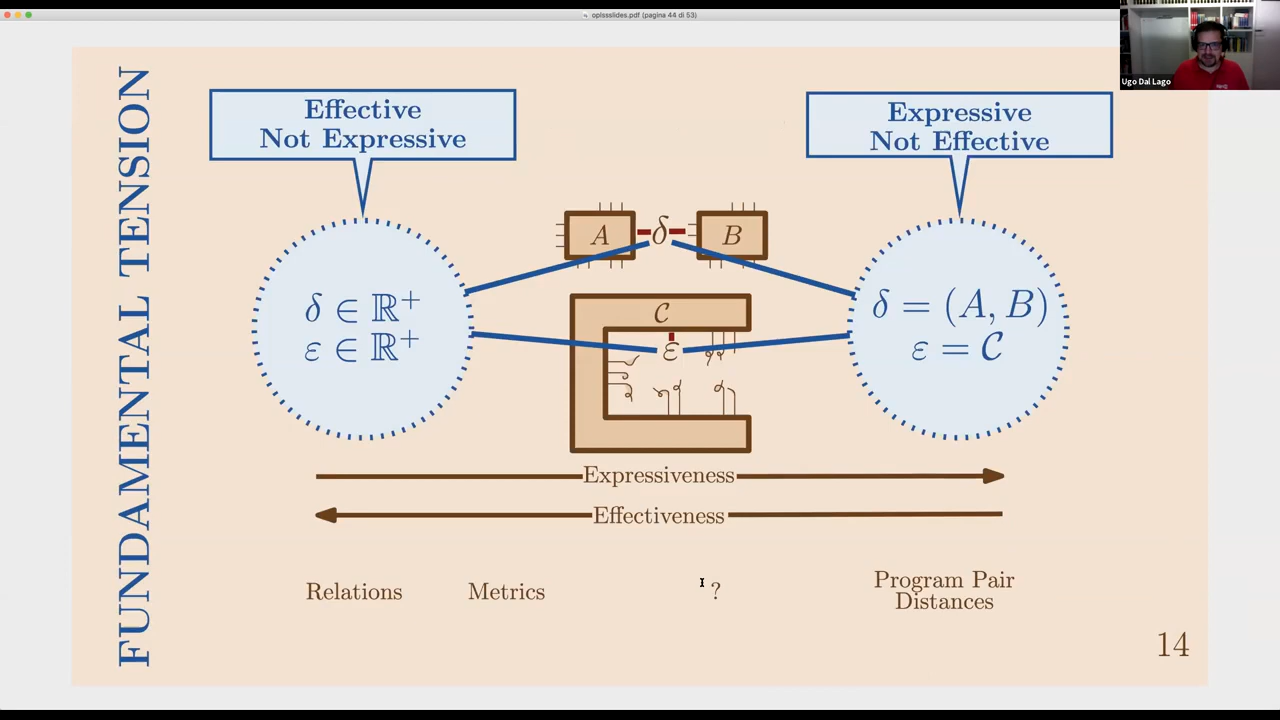 opissslides.pdf (pagina 44 di 53)
Ugo Dal Lago
FUNDAMENTAL TENSION
Effective
Not Expressive
Expressive
Not Effective
A
δ
B
δ ∈ ℝ⁺
ε ∈ ℝ⁺
C
ε
δ = (A, B)
ε = C
Expressiveness
Effectiveness
Relations
Metrics
?
Program Pair
Distances
14